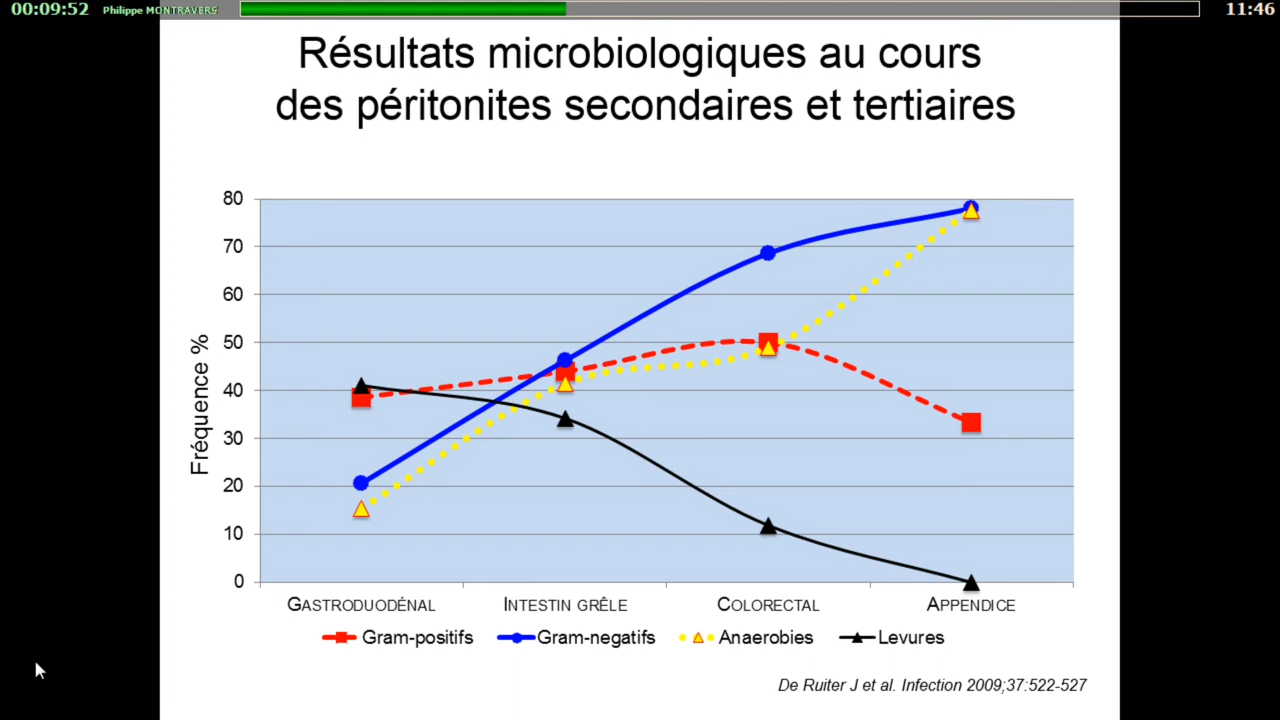 00:09:52 Philippe MONTRAVERS 11:46
Résultats microbiologiques au cours
des péritonites secondaires et tertiaires
Fréquence %
80
70
60
50
40
30
20
10
0
GASTRODUODÉNAL INTESTIN GRÊLE COLORECTAL APPENDICE
Gram-positifs Gram-negatifs Anaerobies Levures
De Ruiter J et al. Infection 2009;37:522-527